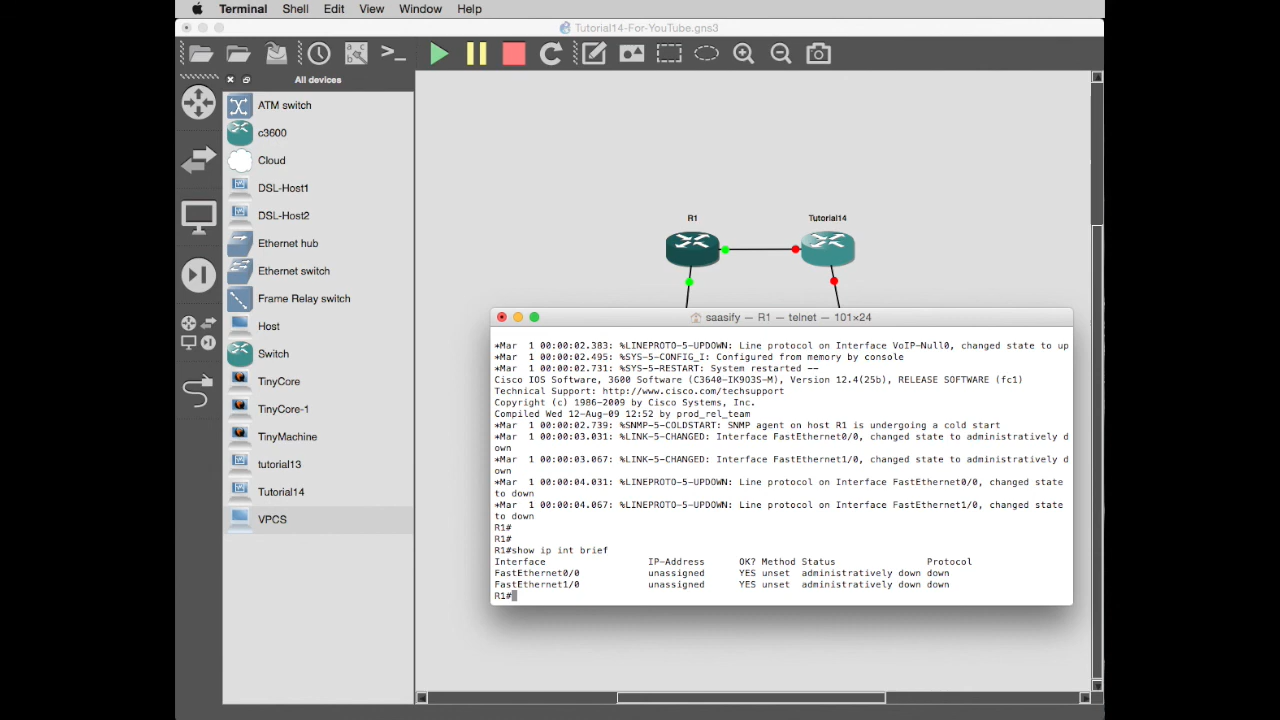 Terminal Shell Edit View Window Help
Tutorial14-For-YouTube.gns3
All devices
ATM switch
c3600
Cloud
DSL-Host1
DSL-Host2
Ethernet hub
Ethernet switch
Frame Relay switch
Host
Switch
TinyCore
TinyCore-1
TinyMachine
tutorial13
Tutorial14
VPCS
R1 Tutorial14
saasify — R1 — telnet — 101×24
*Mar  1 00:00:02.383: %LINEPROTO-5-UPDOWN: Line protocol on Interface VoIP-Null0, changed state to up
*Mar  1 00:00:02.495: %SYS-5-CONFIG_I: Configured from memory by console
*Mar  1 00:00:02.731: %SYS-5-RESTART: System restarted --
Cisco IOS Software, 3600 Software (C3640-IK9O3S-M), Version 12.4(25b), RELEASE SOFTWARE (fc1)
Technical Support: http://www.cisco.com/techsupport
Copyright (c) 1986-2009 by Cisco Systems, Inc.
Compiled Wed 12-Aug-09 12:52 by prod_rel_team
*Mar  1 00:00:02.739: %SNMP-5-COLDSTART: SNMP agent on host R1 is undergoing a cold start
*Mar  1 00:00:03.031: %LINK-5-CHANGED: Interface FastEthernet0/0, changed state to administratively d
own
*Mar  1 00:00:03.067: %LINK-5-CHANGED: Interface FastEthernet1/0, changed state to administratively d
own
*Mar  1 00:00:04.031: %LINEPROTO-5-UPDOWN: Line protocol on Interface FastEthernet0/0, changed state
to down
*Mar  1 00:00:04.067: %LINEPROTO-5-UPDOWN: Line protocol on Interface FastEthernet1/0, changed state
to down
R1#
R1#
R1#show ip int brief
Interface IP-Address OK? Method Status Protocol
FastEthernet0/0 unassigned YES unset administratively down down
FastEthernet1/0 unassigned YES unset administratively down down
R1#